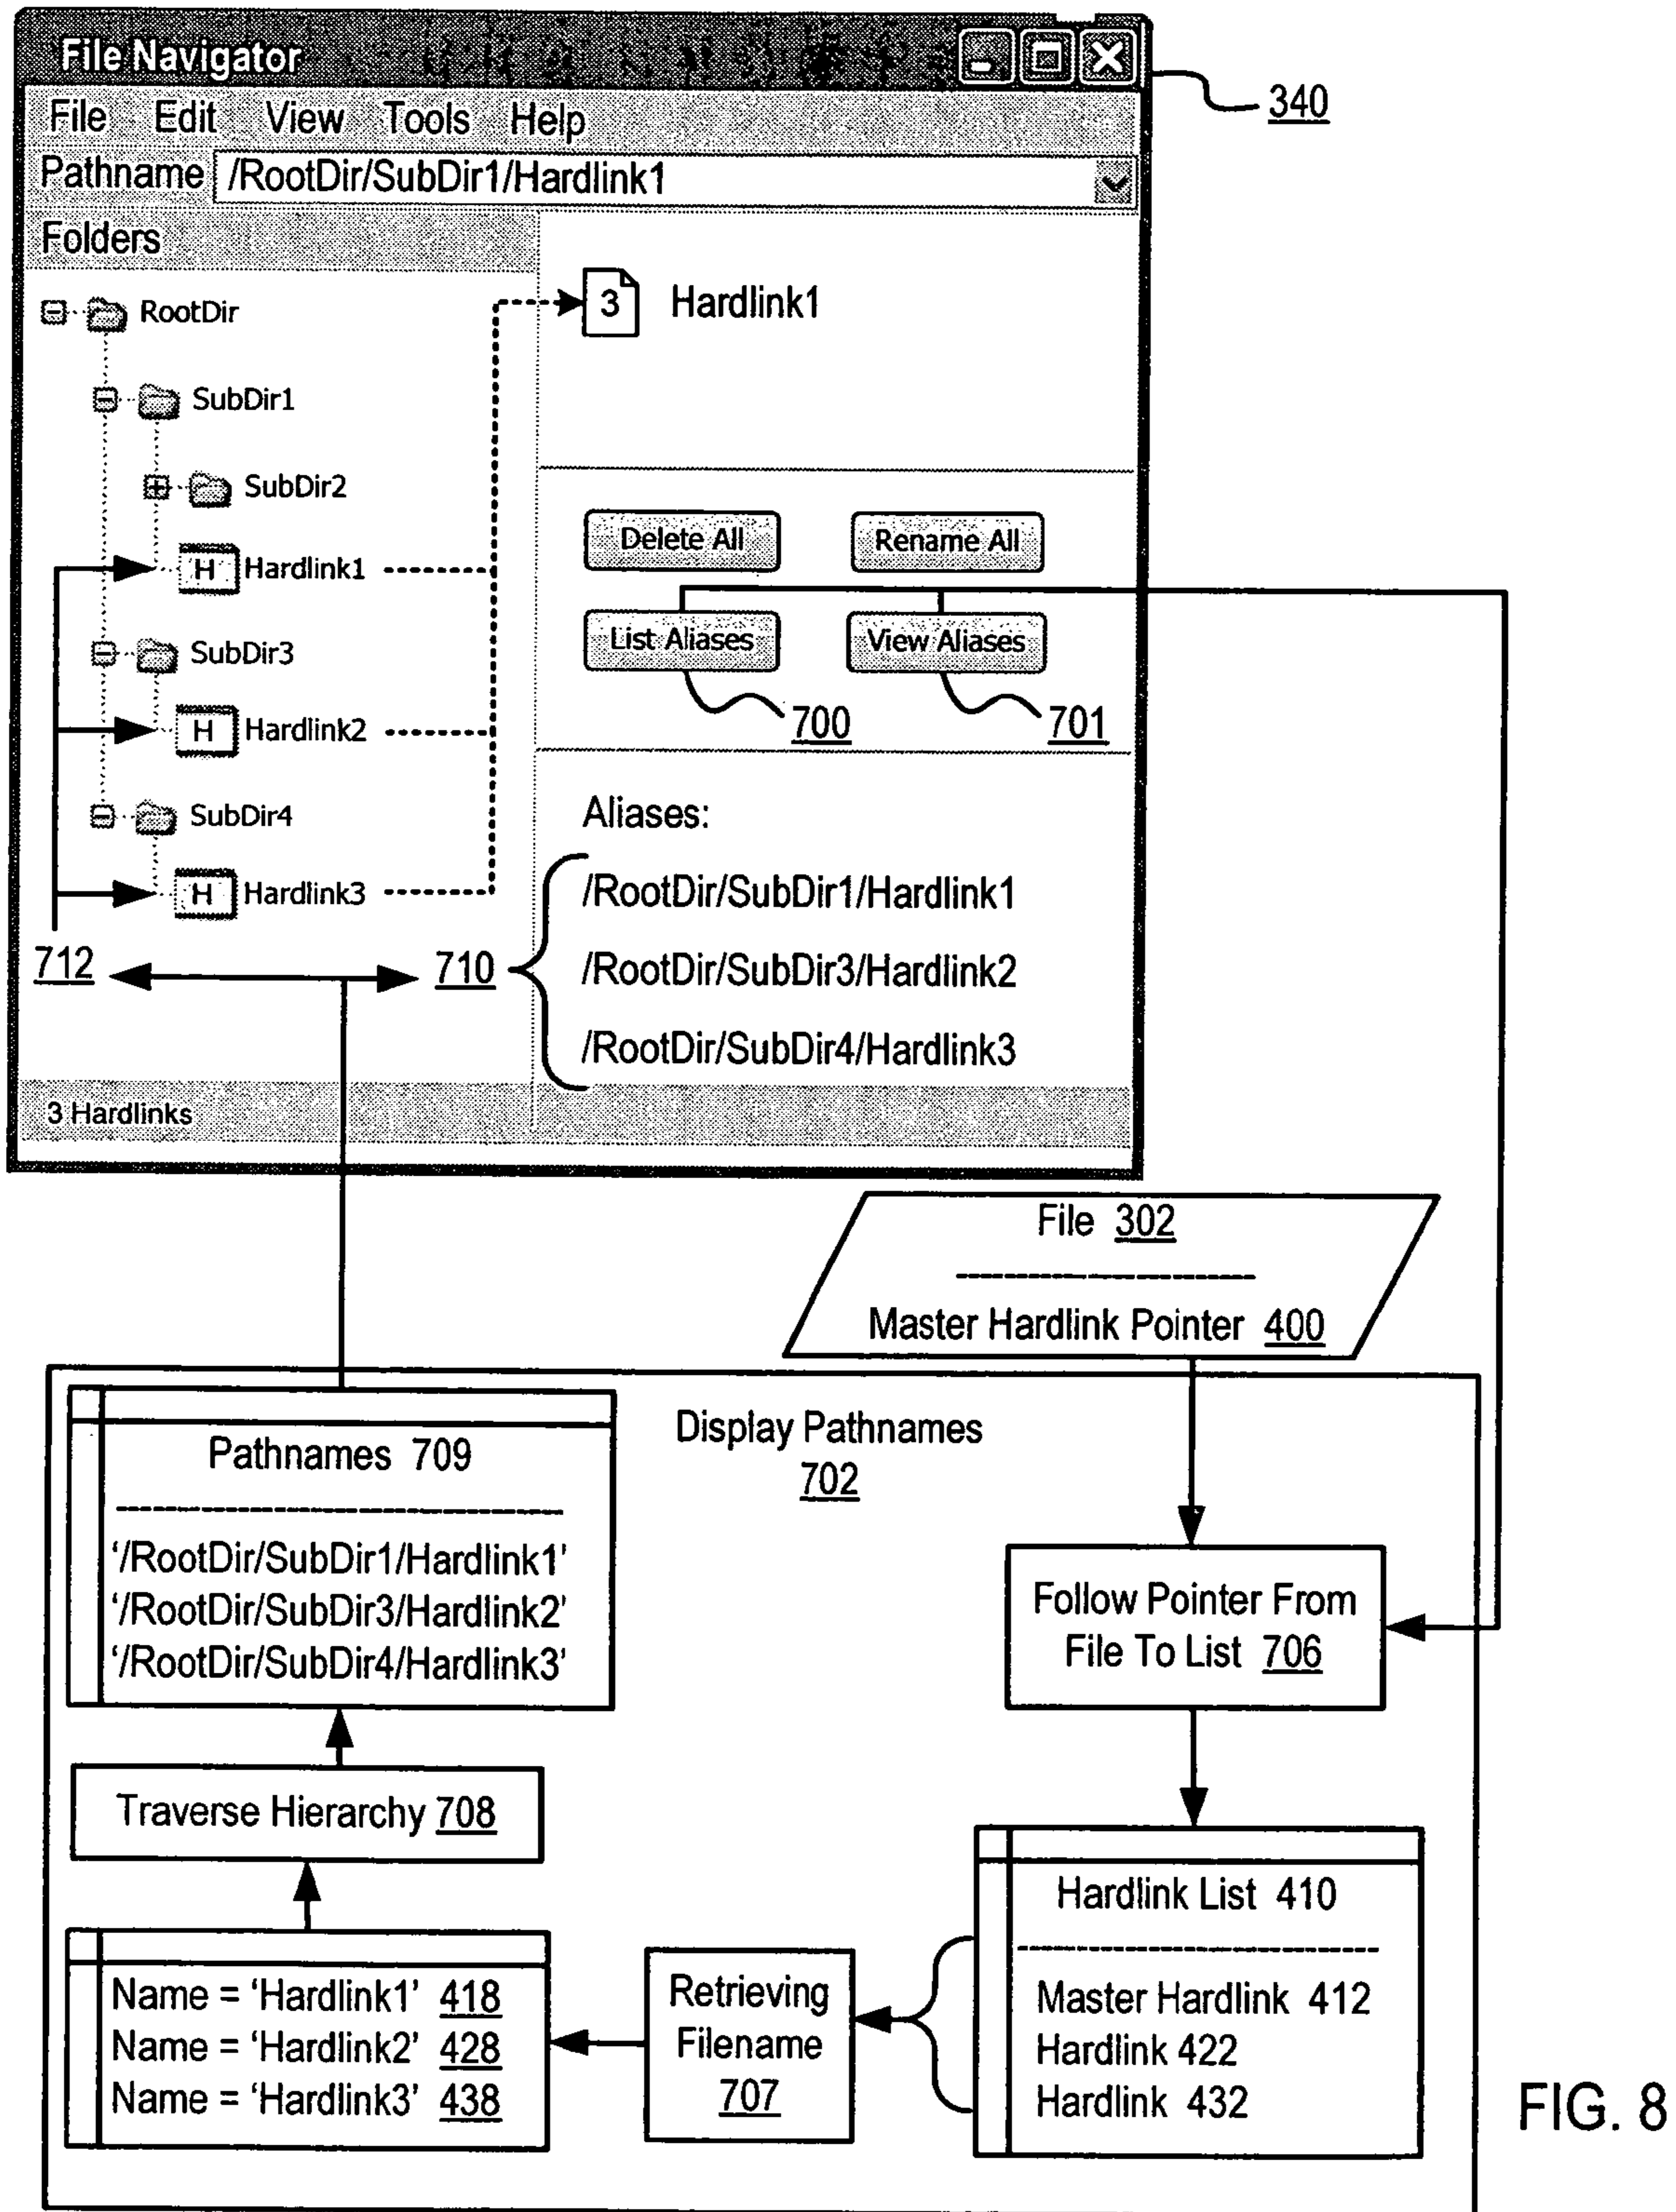 File Navigator
340
File Edit View Tools Help
Pathname /RootDir/SubDir1/Hardlink1
Folders
RootDir
SubDir1
SubDir2
H Hardlink1
SubDir3
H Hardlink2
SubDir4
H Hardlink3
712
710
3 Hardlink1
Delete All Rename All
List Aliases View Aliases
700 701
Aliases:
/RootDir/SubDir1/Hardlink1
/RootDir/SubDir3/Hardlink2
/RootDir/SubDir4/Hardlink3
3 Hardlinks
File 302
Master Hardlink Pointer 400
Display Pathnames
702
Follow Pointer From
File To List 706
Hardlink List 410
Master Hardlink 412
Hardlink 422
Hardlink 432
Retrieving
Filename
707
Name = ‘Hardlink1’ 418
Name = ‘Hardlink2’ 428
Name = ‘Hardlink3’ 438
Traverse Hierarchy 708
Pathnames 709
‘/RootDir/SubDir1/Hardlink1’
‘/RootDir/SubDir3/Hardlink2’
‘/RootDir/SubDir4/Hardlink3’
FIG. 8